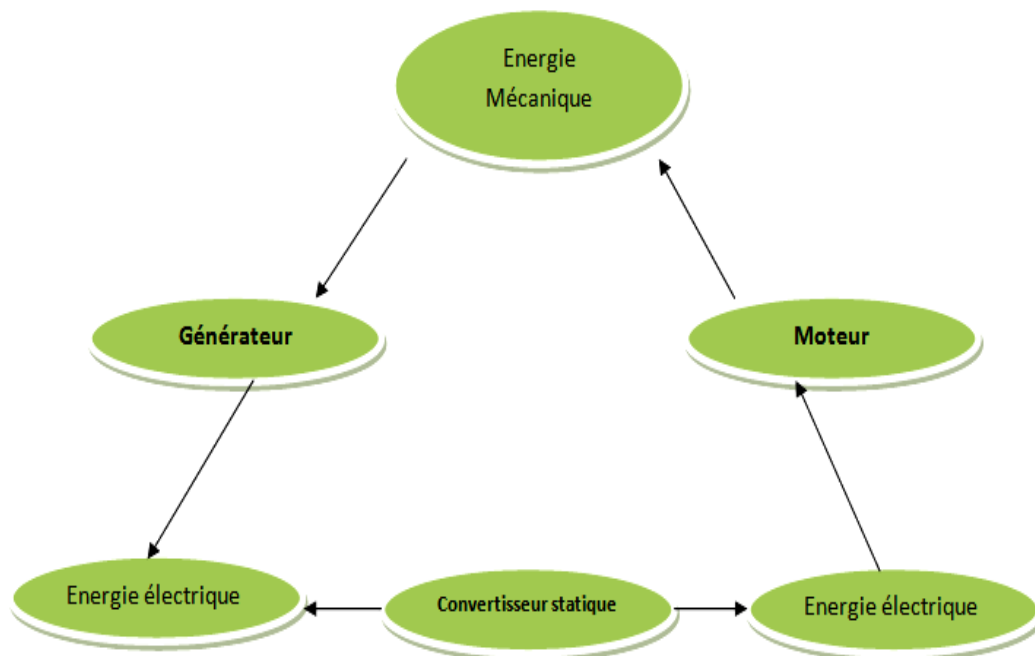 Energie
Mécanique
Générateur
Moteur
Energie électrique
Convertisseur statique
Energie électrique